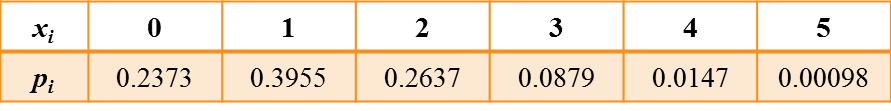 xᵢ 0 1 2 3 4 5
pᵢ 0.2373 0.3955 0.2637 0.0879 0.0147 0.00098